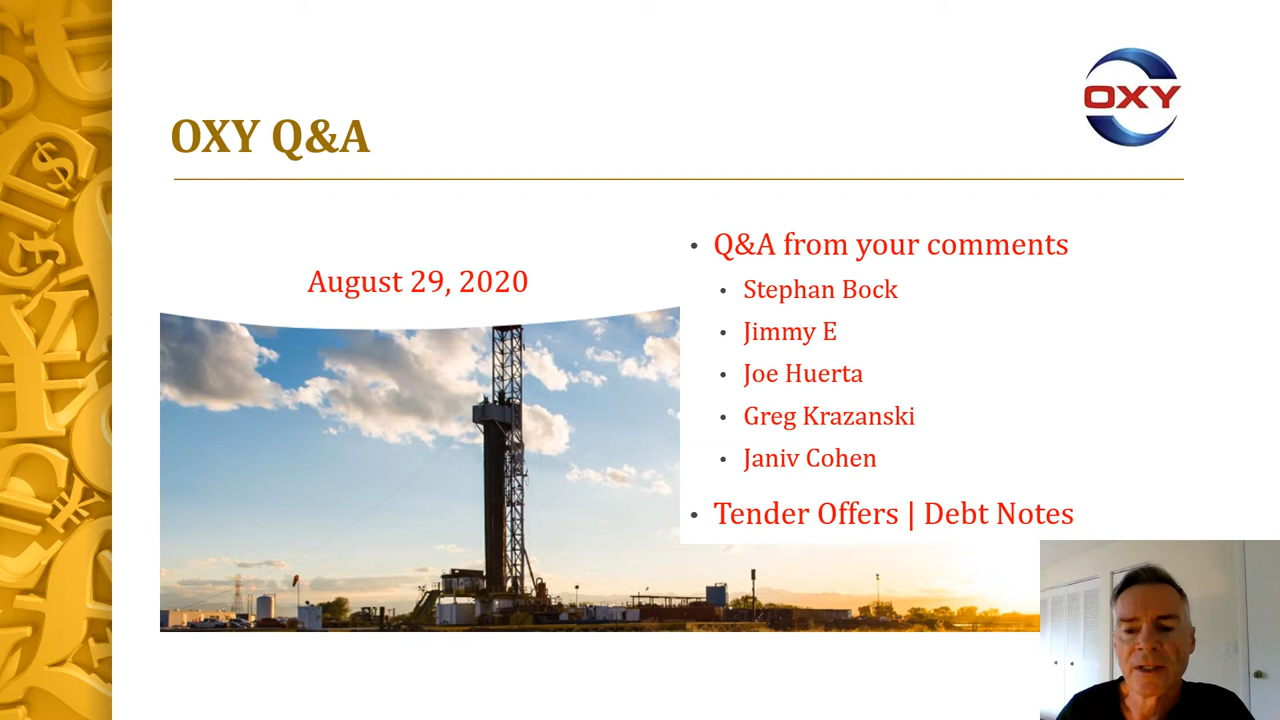 OXY
OXY Q&A
August 29, 2020
• Q&A from your comments
• Stephan Bock
• Jimmy E
• Joe Huerta
• Greg Krazanski
• Janiv Cohen
• Tender Offers | Debt Notes